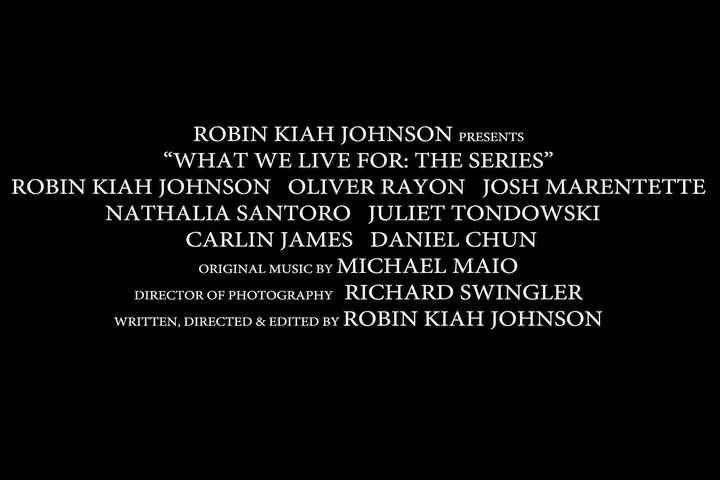 ROBIN KIAH JOHNSON PRESENTS
“WHAT WE LIVE FOR: THE SERIES”
ROBIN KIAH JOHNSON OLIVER RAYON JOSH MARENTETTE
NATHALIA SANTORO JULIET TONDOWSKI
CARLIN JAMES DANIEL CHUN
ORIGINAL MUSIC BY MICHAEL MAIO
DIRECTOR OF PHOTOGRAPHY RICHARD SWINGLER
WRITTEN, DIRECTED & EDITED BY ROBIN KIAH JOHNSON